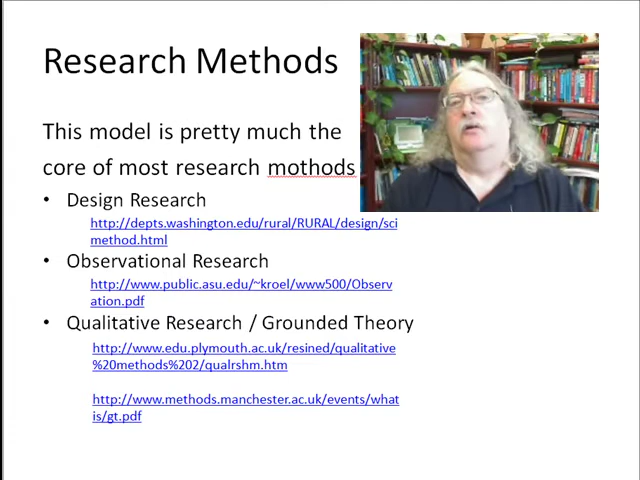 Research Methods
This model is pretty much the
core of most research mothods
• Design Research
http://depts.washington.edu/rural/RURAL/design/sci
method.html
• Observational Research
http://www.public.asu.edu/~kroel/www500/Observ
ation.pdf
• Qualitative Research / Grounded Theory
http://www.edu.plymouth.ac.uk/resined/qualitative
%20methods%202/qualrshm.htm
http://www.methods.manchester.ac.uk/events/what
is/gt.pdf